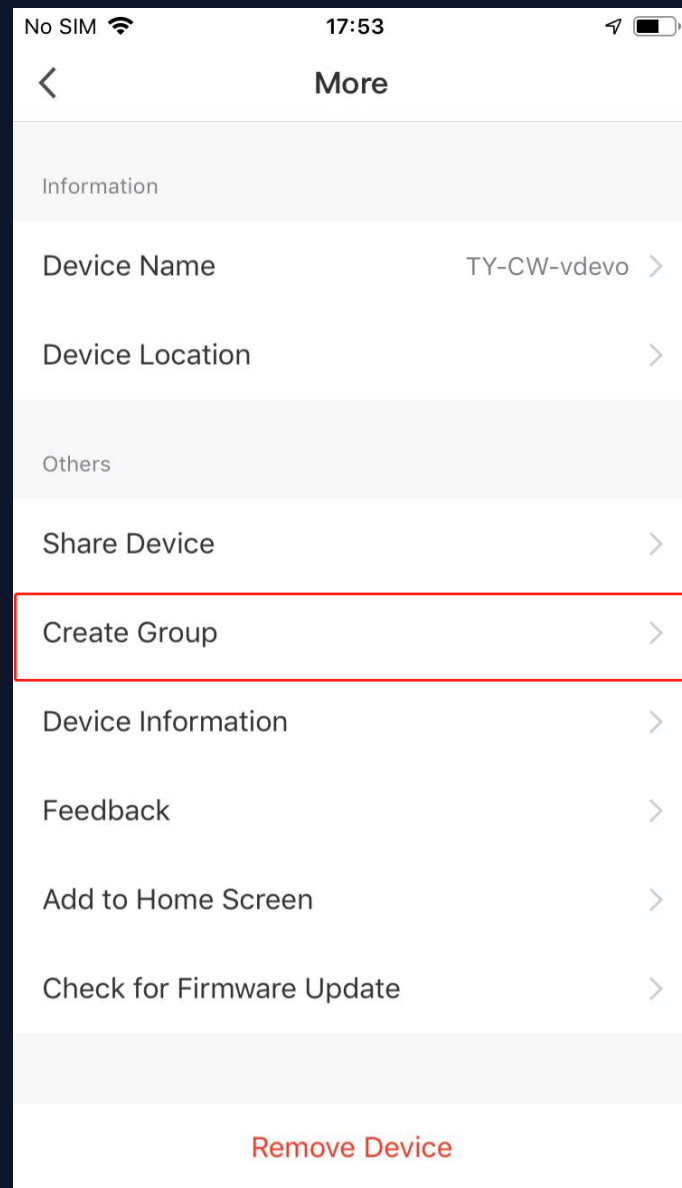 No SIM 17:53
More
Information
Device Name TY-CW-vdevo
Device Location
Others
Share Device
Create Group
Device Information
Feedback
Add to Home Screen
Check for Firmware Update
Remove Device